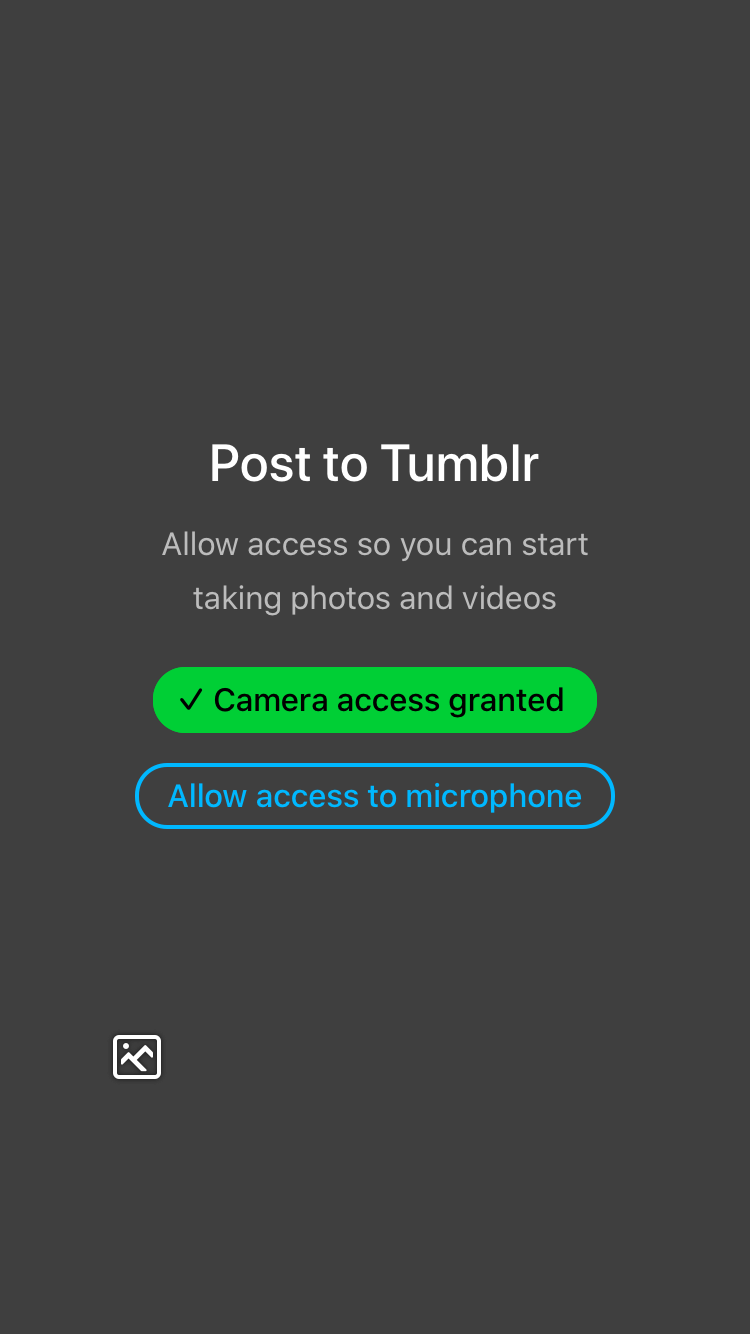 Post to Tumblr
Allow access so you can start
taking photos and videos
✓ Camera access granted
Allow access to microphone